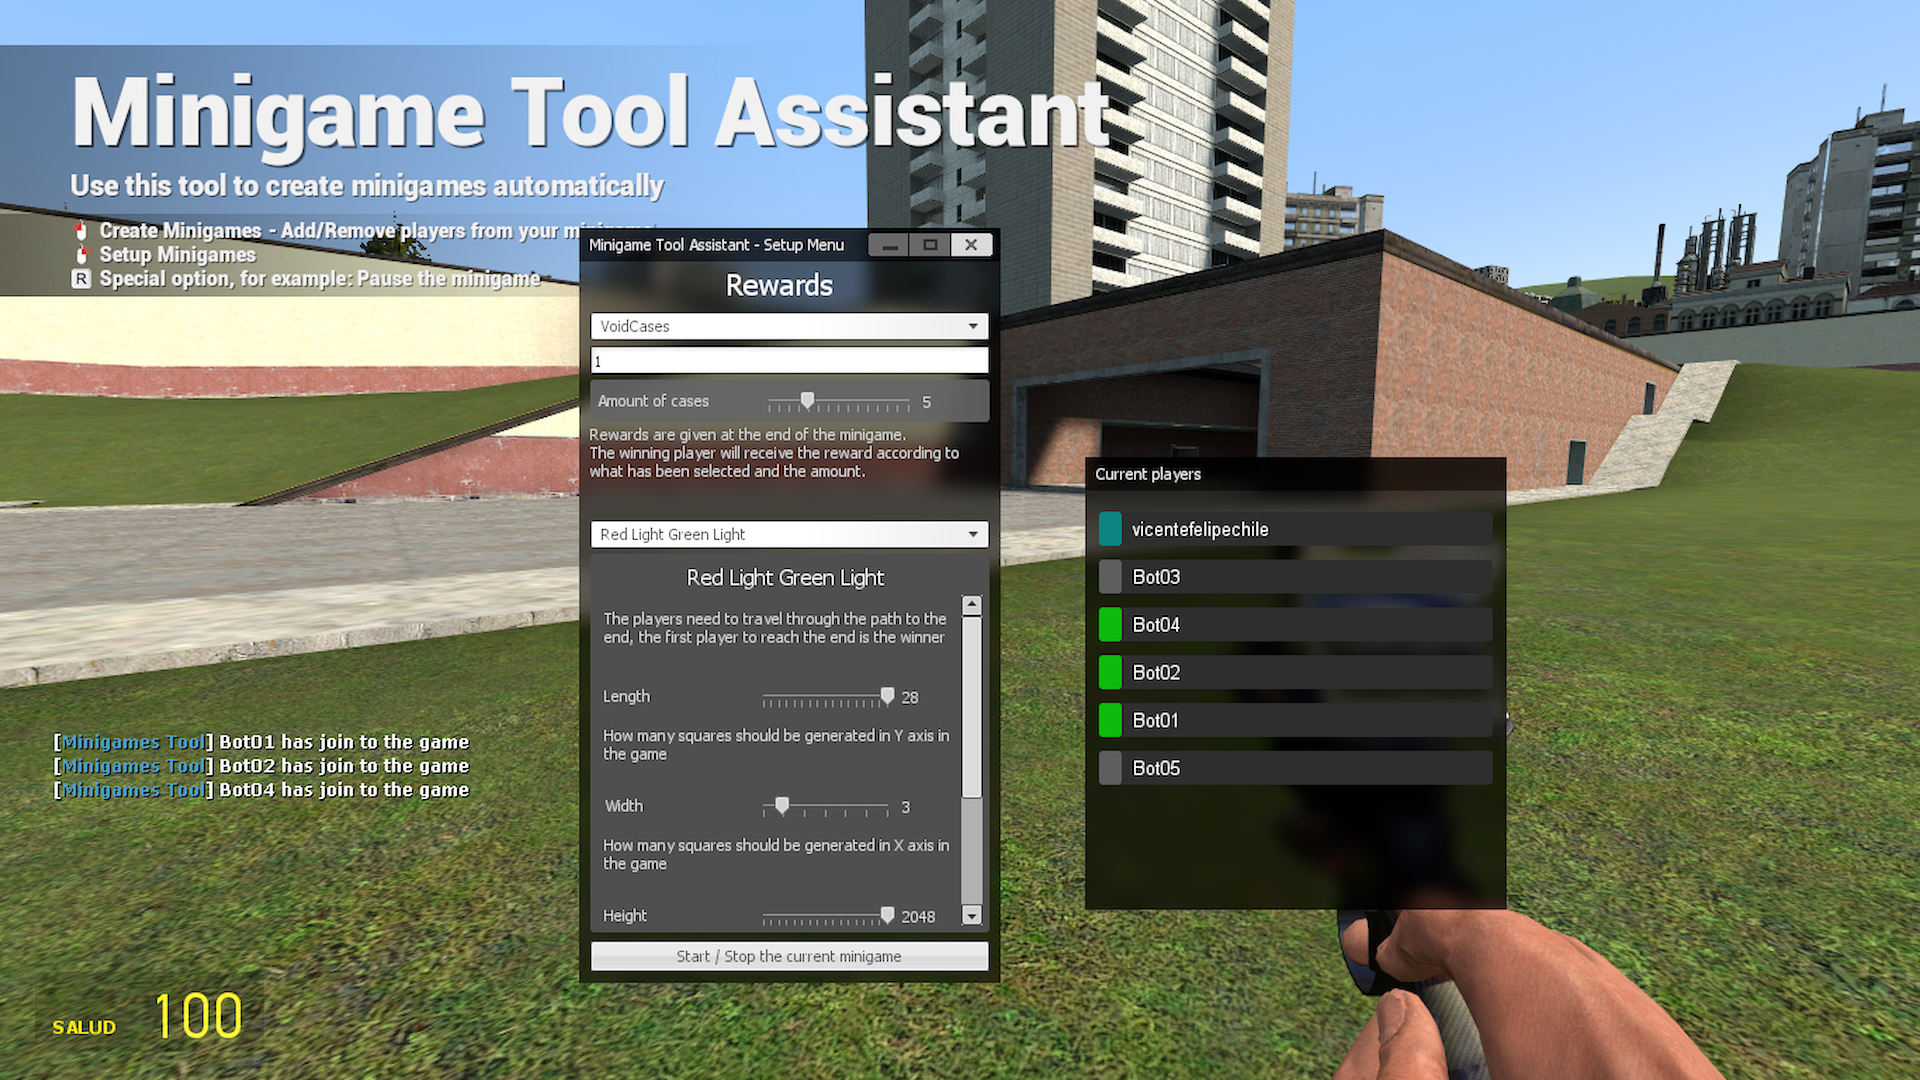 Minigame Tool Assistant
Use this tool to create minigames automatically
Create Minigames - Add/Remove players from your minigame
Setup Minigames
R Special option, for example: Pause the minigame
Minigame Tool Assistant - Setup Menu
Rewards
VoidCases
1
Amount of cases 5
Rewards are given at the end of the minigame.
The winning player will receive the reward according to
what has been selected and the amount.
Red Light Green Light
Red Light Green Light
The players need to travel through the path to the
end, the first player to reach the end is the winner
Length 28
How many squares should be generated in Y axis in
the game
Width 3
How many squares should be generated in X axis in
the game
Height 2048
Start / Stop the current minigame
Current players
vicentefelipechile
Bot03
Bot04
Bot02
Bot01
Bot05
[Minigames Tool] Bot01 has join to the game
[Minigames Tool] Bot02 has join to the game
[Minigames Tool] Bot04 has join to the game
SALUD 100